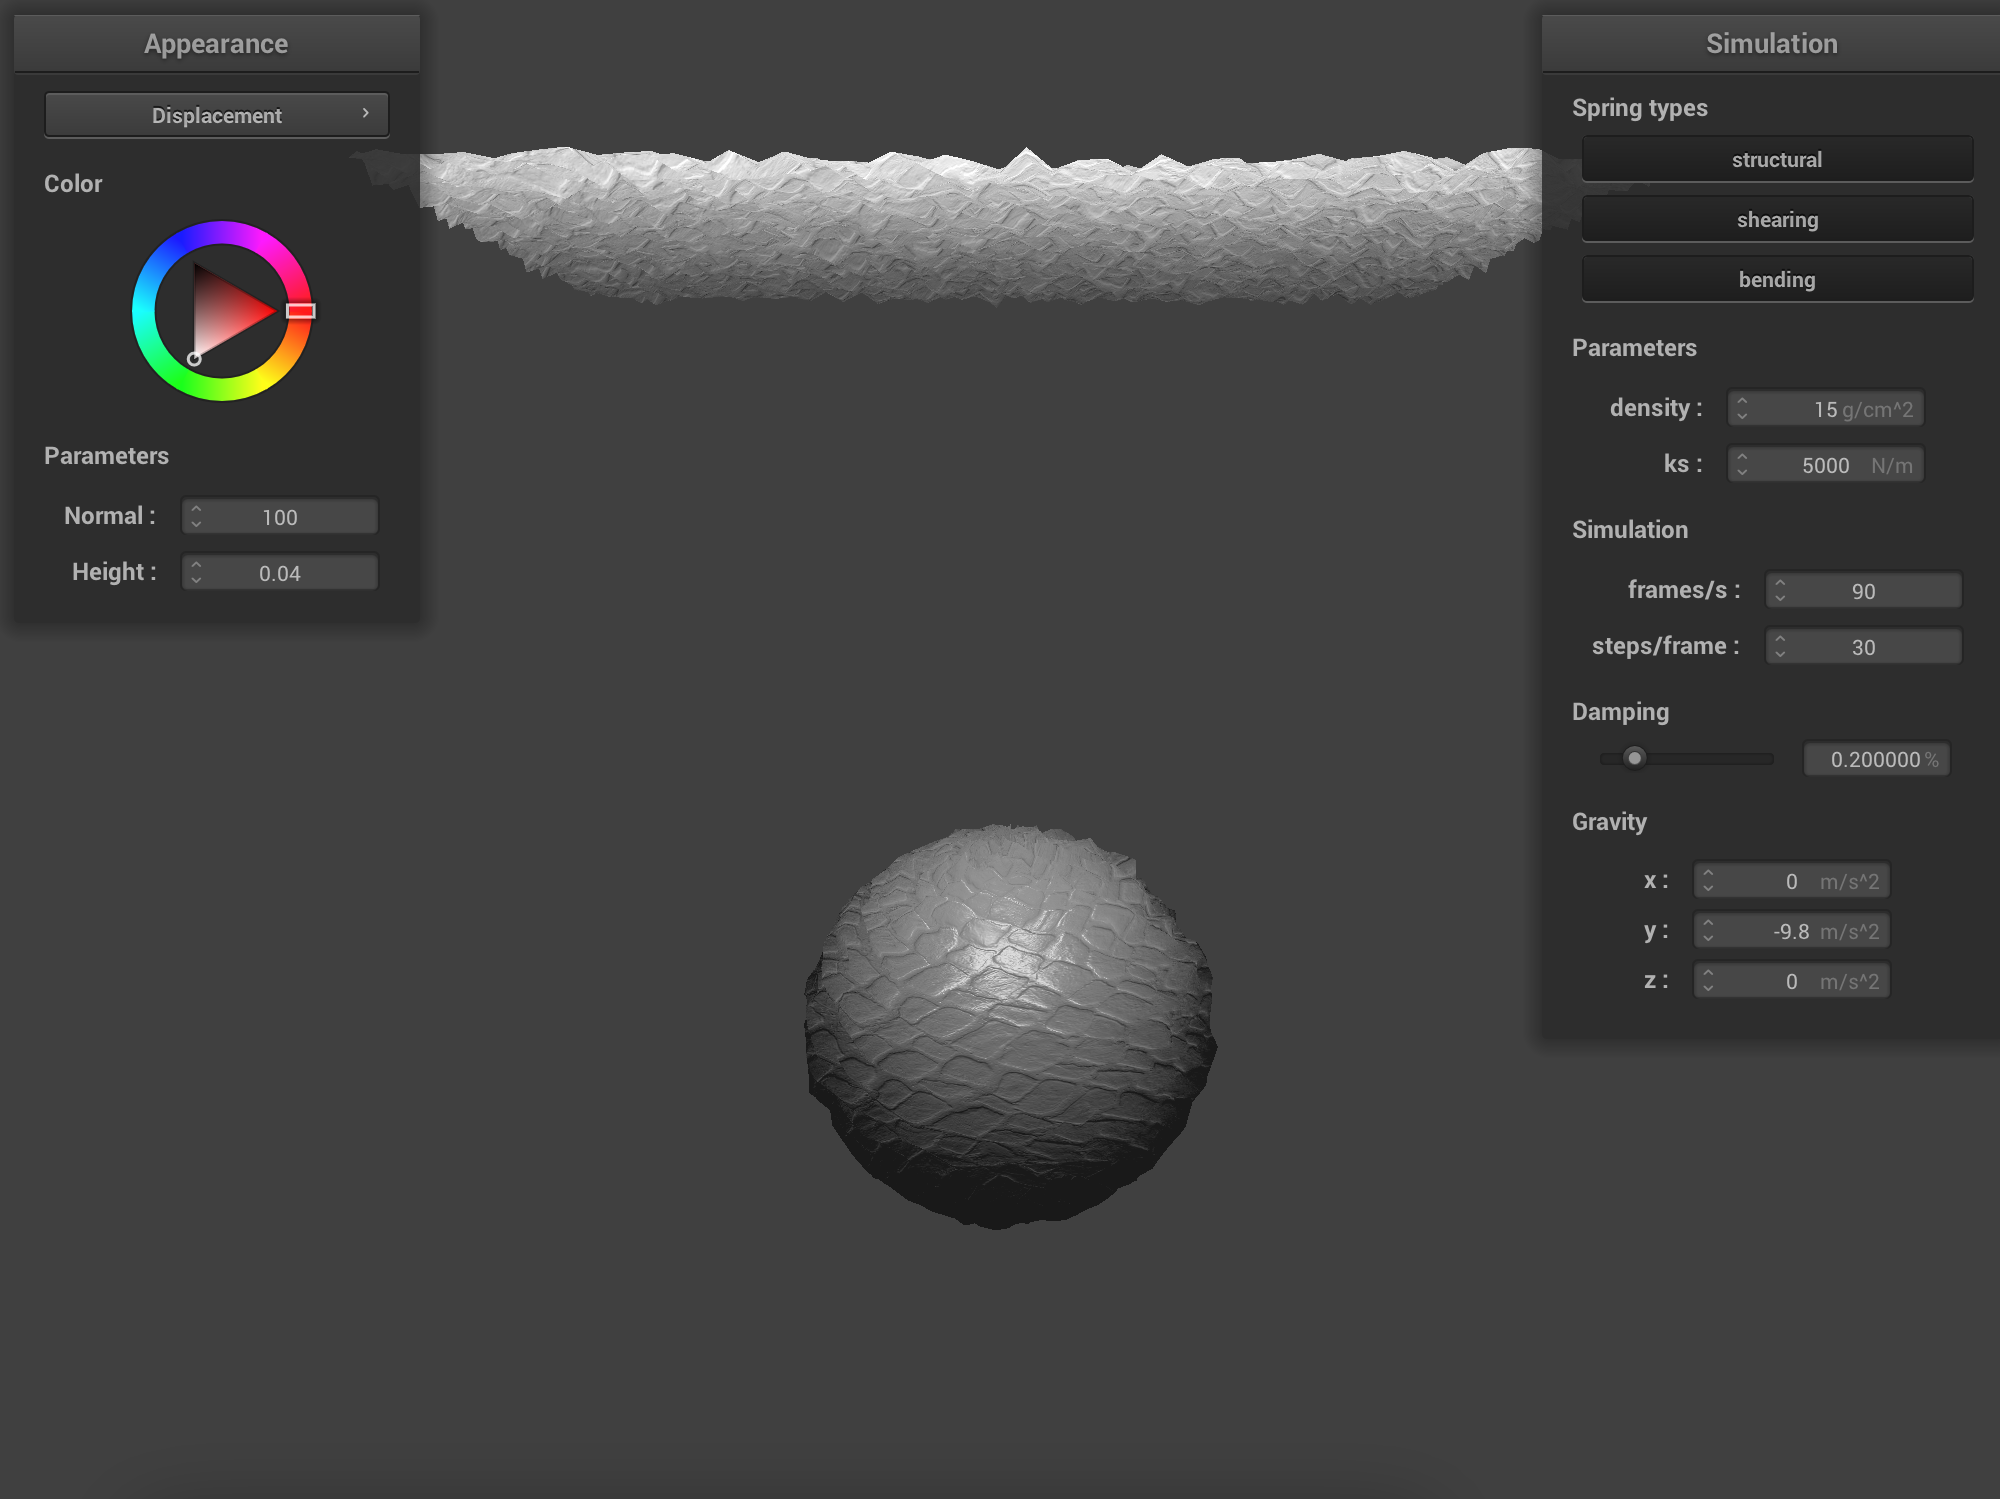 Appearance
Displacement
Color
Parameters
Normal : 100
Height : 0.04
Simulation
Spring types
structural
shearing
bending
Parameters
density : 15 g/cm^2
ks : 5000 N/m
Simulation
frames/s : 90
steps/frame : 30
Damping
0.200000 %
Gravity
x : 0 m/s^2
y : -9.8 m/s^2
z : 0 m/s^2